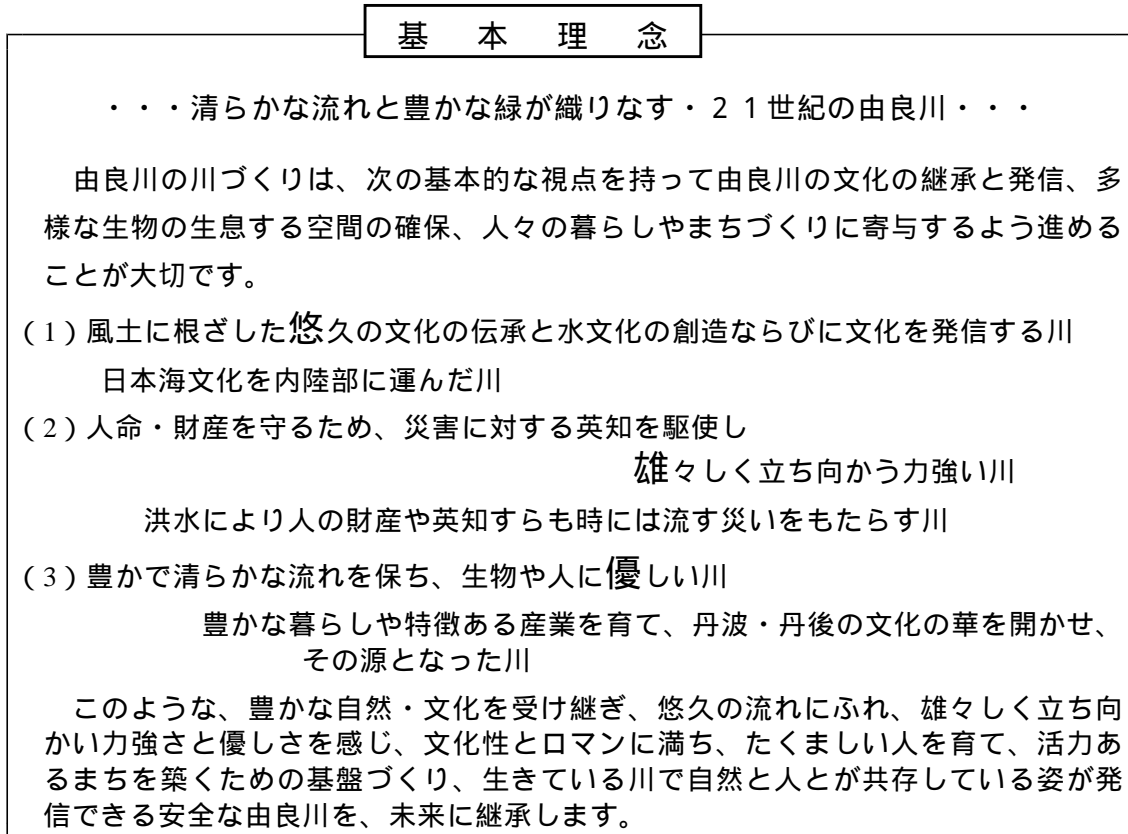 基 本 理 念
・・・清らかな流れと豊かな緑が織りなす・２１世紀の由良川・・・
由良川の川づくりは、次の基本的な視点を持って由良川の文化の継承と発信、多
様な生物の生息する空間の確保、人々の暮らしやまちづくりに寄与するよう進める
ことが大切です。
(1)風土に根ざした悠久の文化の伝承と水文化の創造ならびに文化を発信する川
日本海文化を内陸部に運んだ川
(2)人命・財産を守るため、災害に対する英知を駆使し
雄々しく立ち向かう力強い川
洪水により人の財産や英知すらも時には流す災いをもたらす川
(3)豊かで清らかな流れを保ち、生物や人に優しい川
豊かな暮らしや特徴ある産業を育て、丹波・丹後の文化の華を開かせ、
その源となった川
このような、豊かな自然・文化を受け継ぎ、悠久の流れにふれ、雄々しく立ち向
かい力強さと優しさを感じ、文化性とロマンに満ち、たくましい人を育て、活力あ
るまちを築くための基盤づくり、生きている川で自然と人とが共存している姿が発
信できる安全な由良川を、未来に継承します。